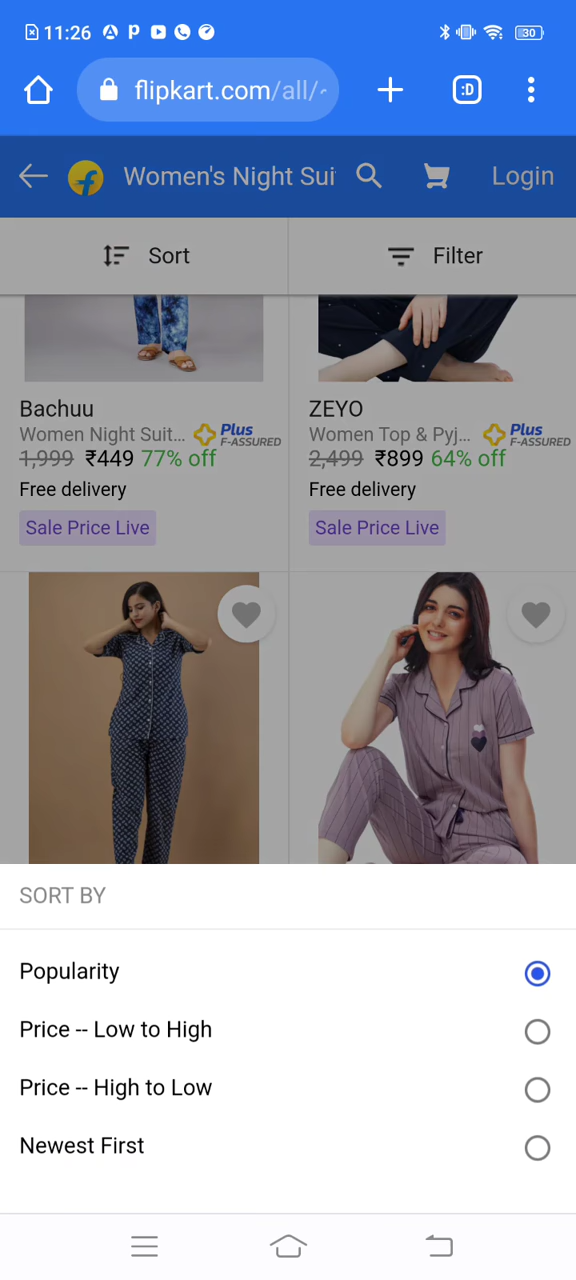 11:26
30
flipkart.com/all/
Women's Night Sui
Login
Sort
Filter
Bachuu
Women Night Suit...
Plus
F-ASSURED
1,999 ₹449 77% off
Free delivery
Sale Price Live
ZEYO
Women Top & Pyj...
Plus
F-ASSURED
2,499 ₹899 64% off
Free delivery
Sale Price Live
SORT BY
Popularity
Price -- Low to High
Price -- High to Low
Newest First